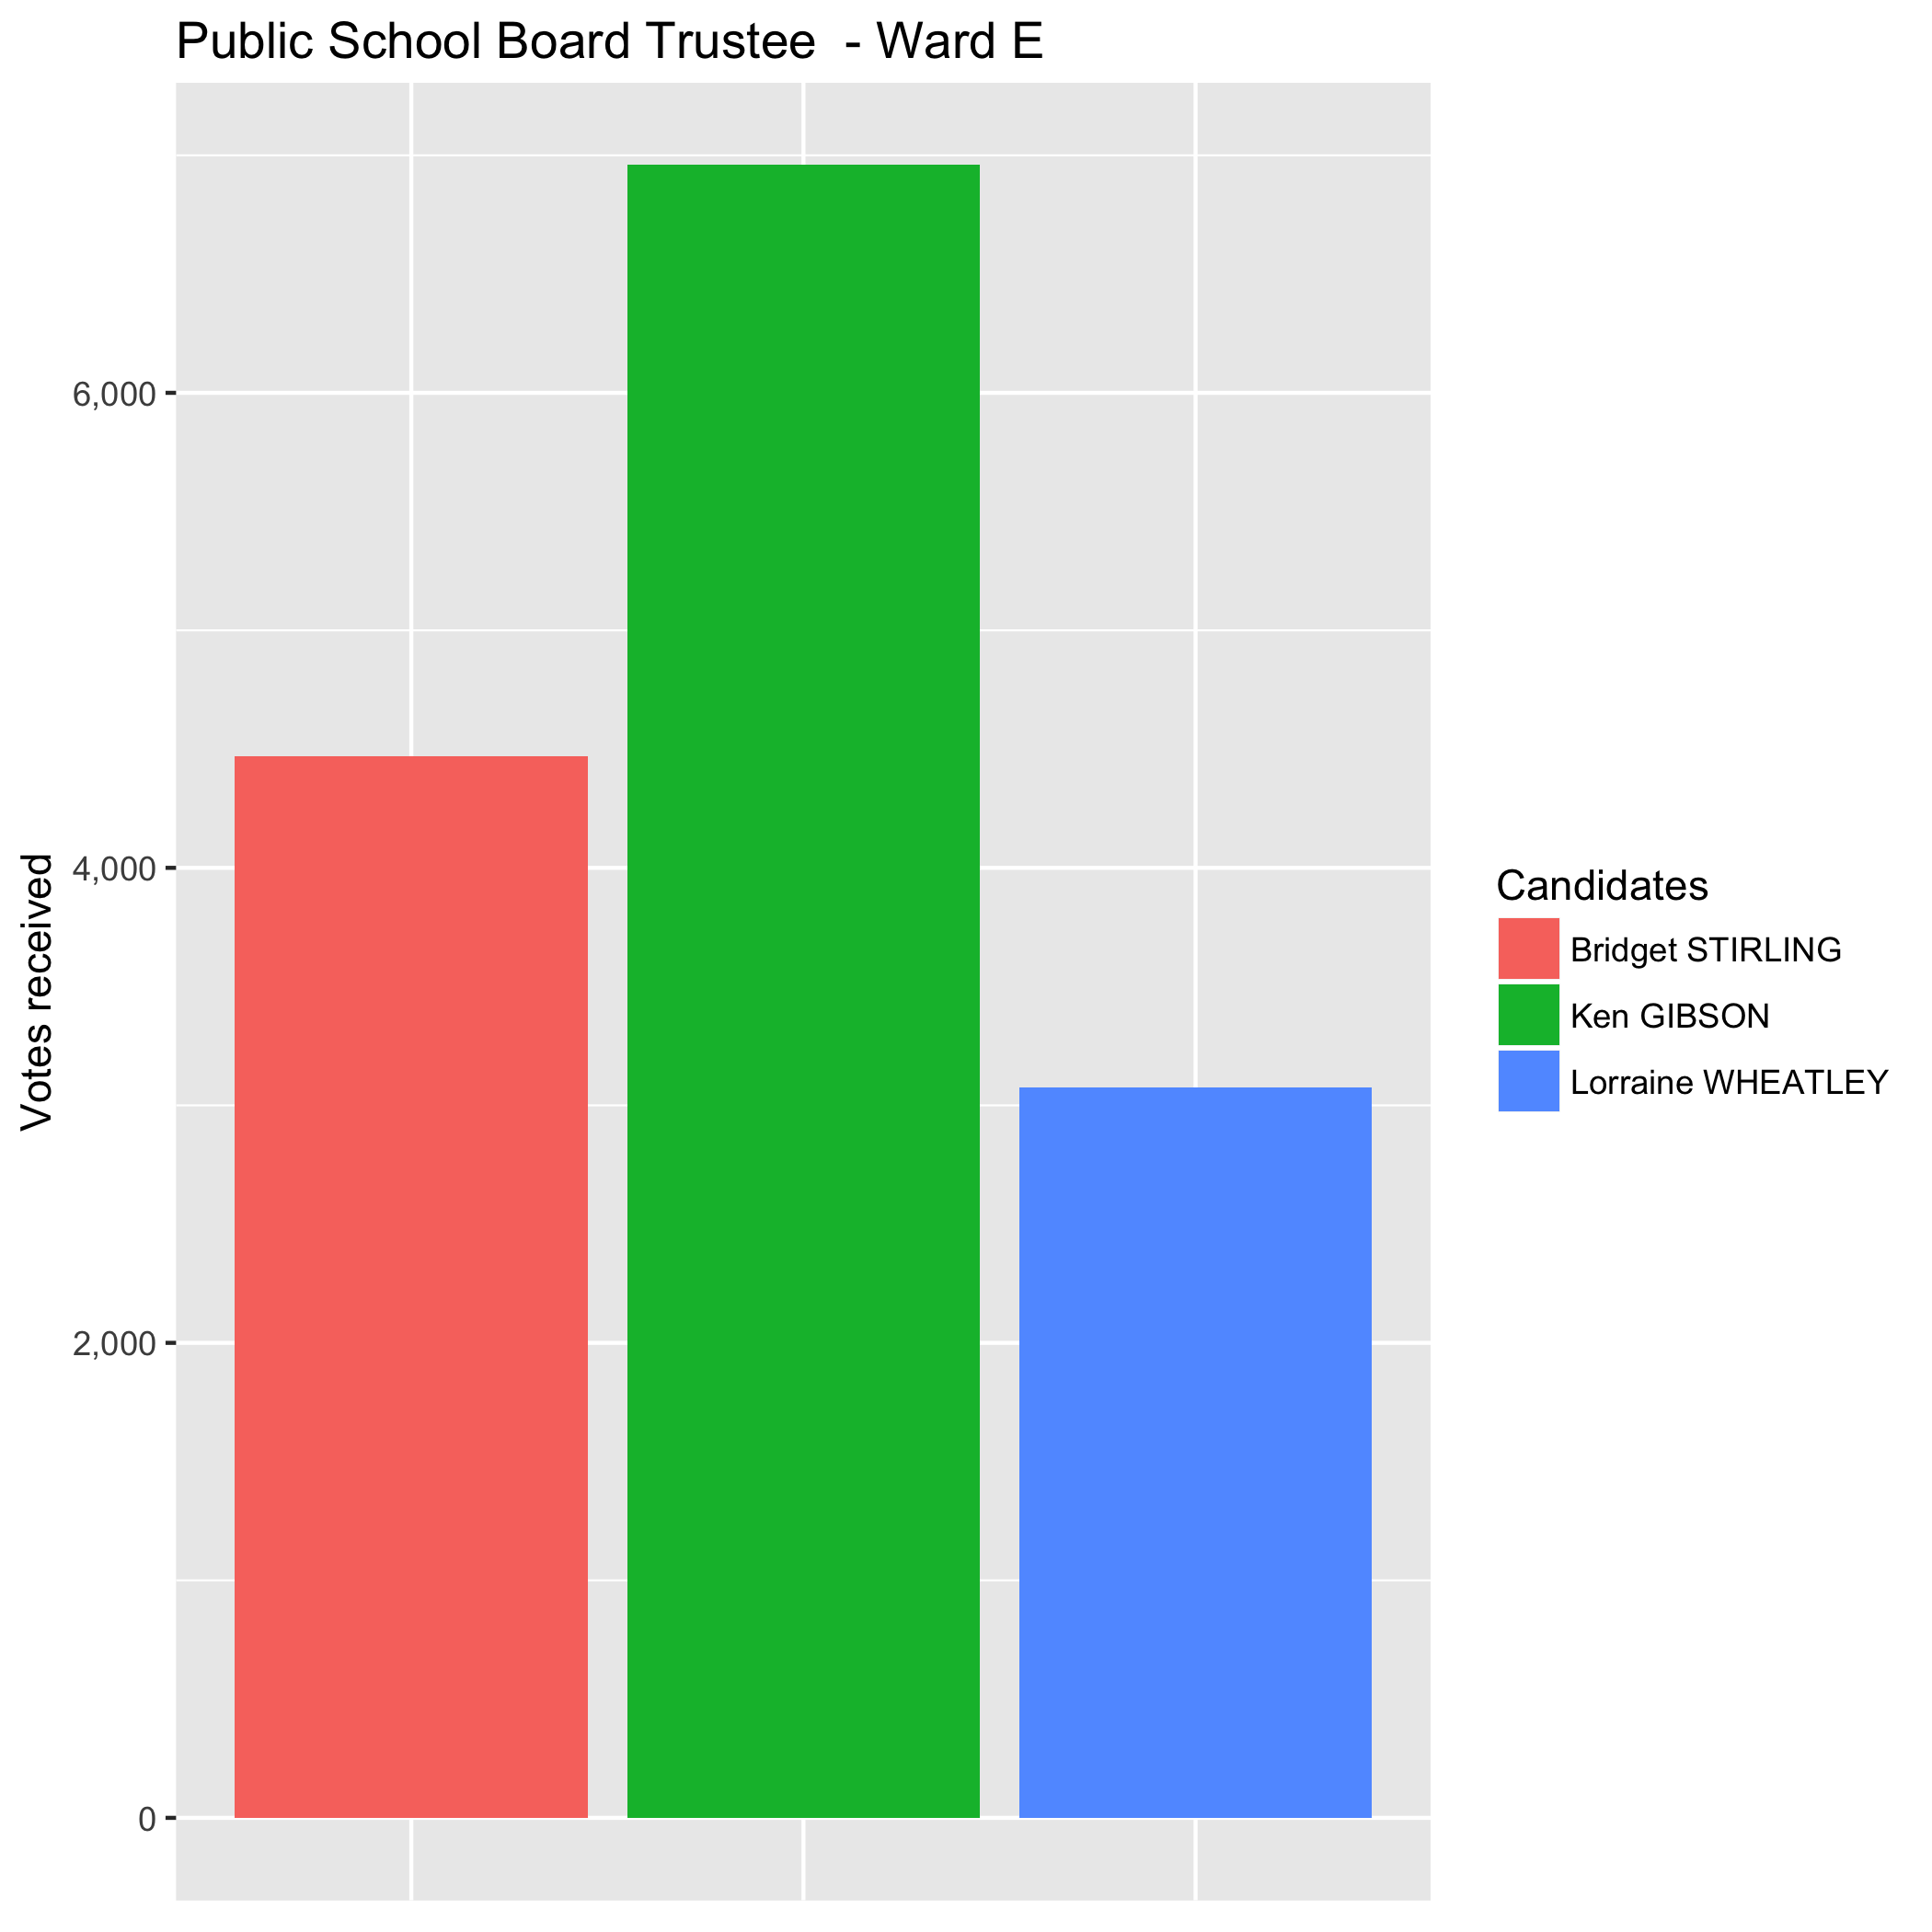 Public School Board Trustee  - Ward E
Votes received
6,000
4,000
2,000
0
Candidates
Bridget STIRLING
Ken GIBSON
Lorraine WHEATLEY